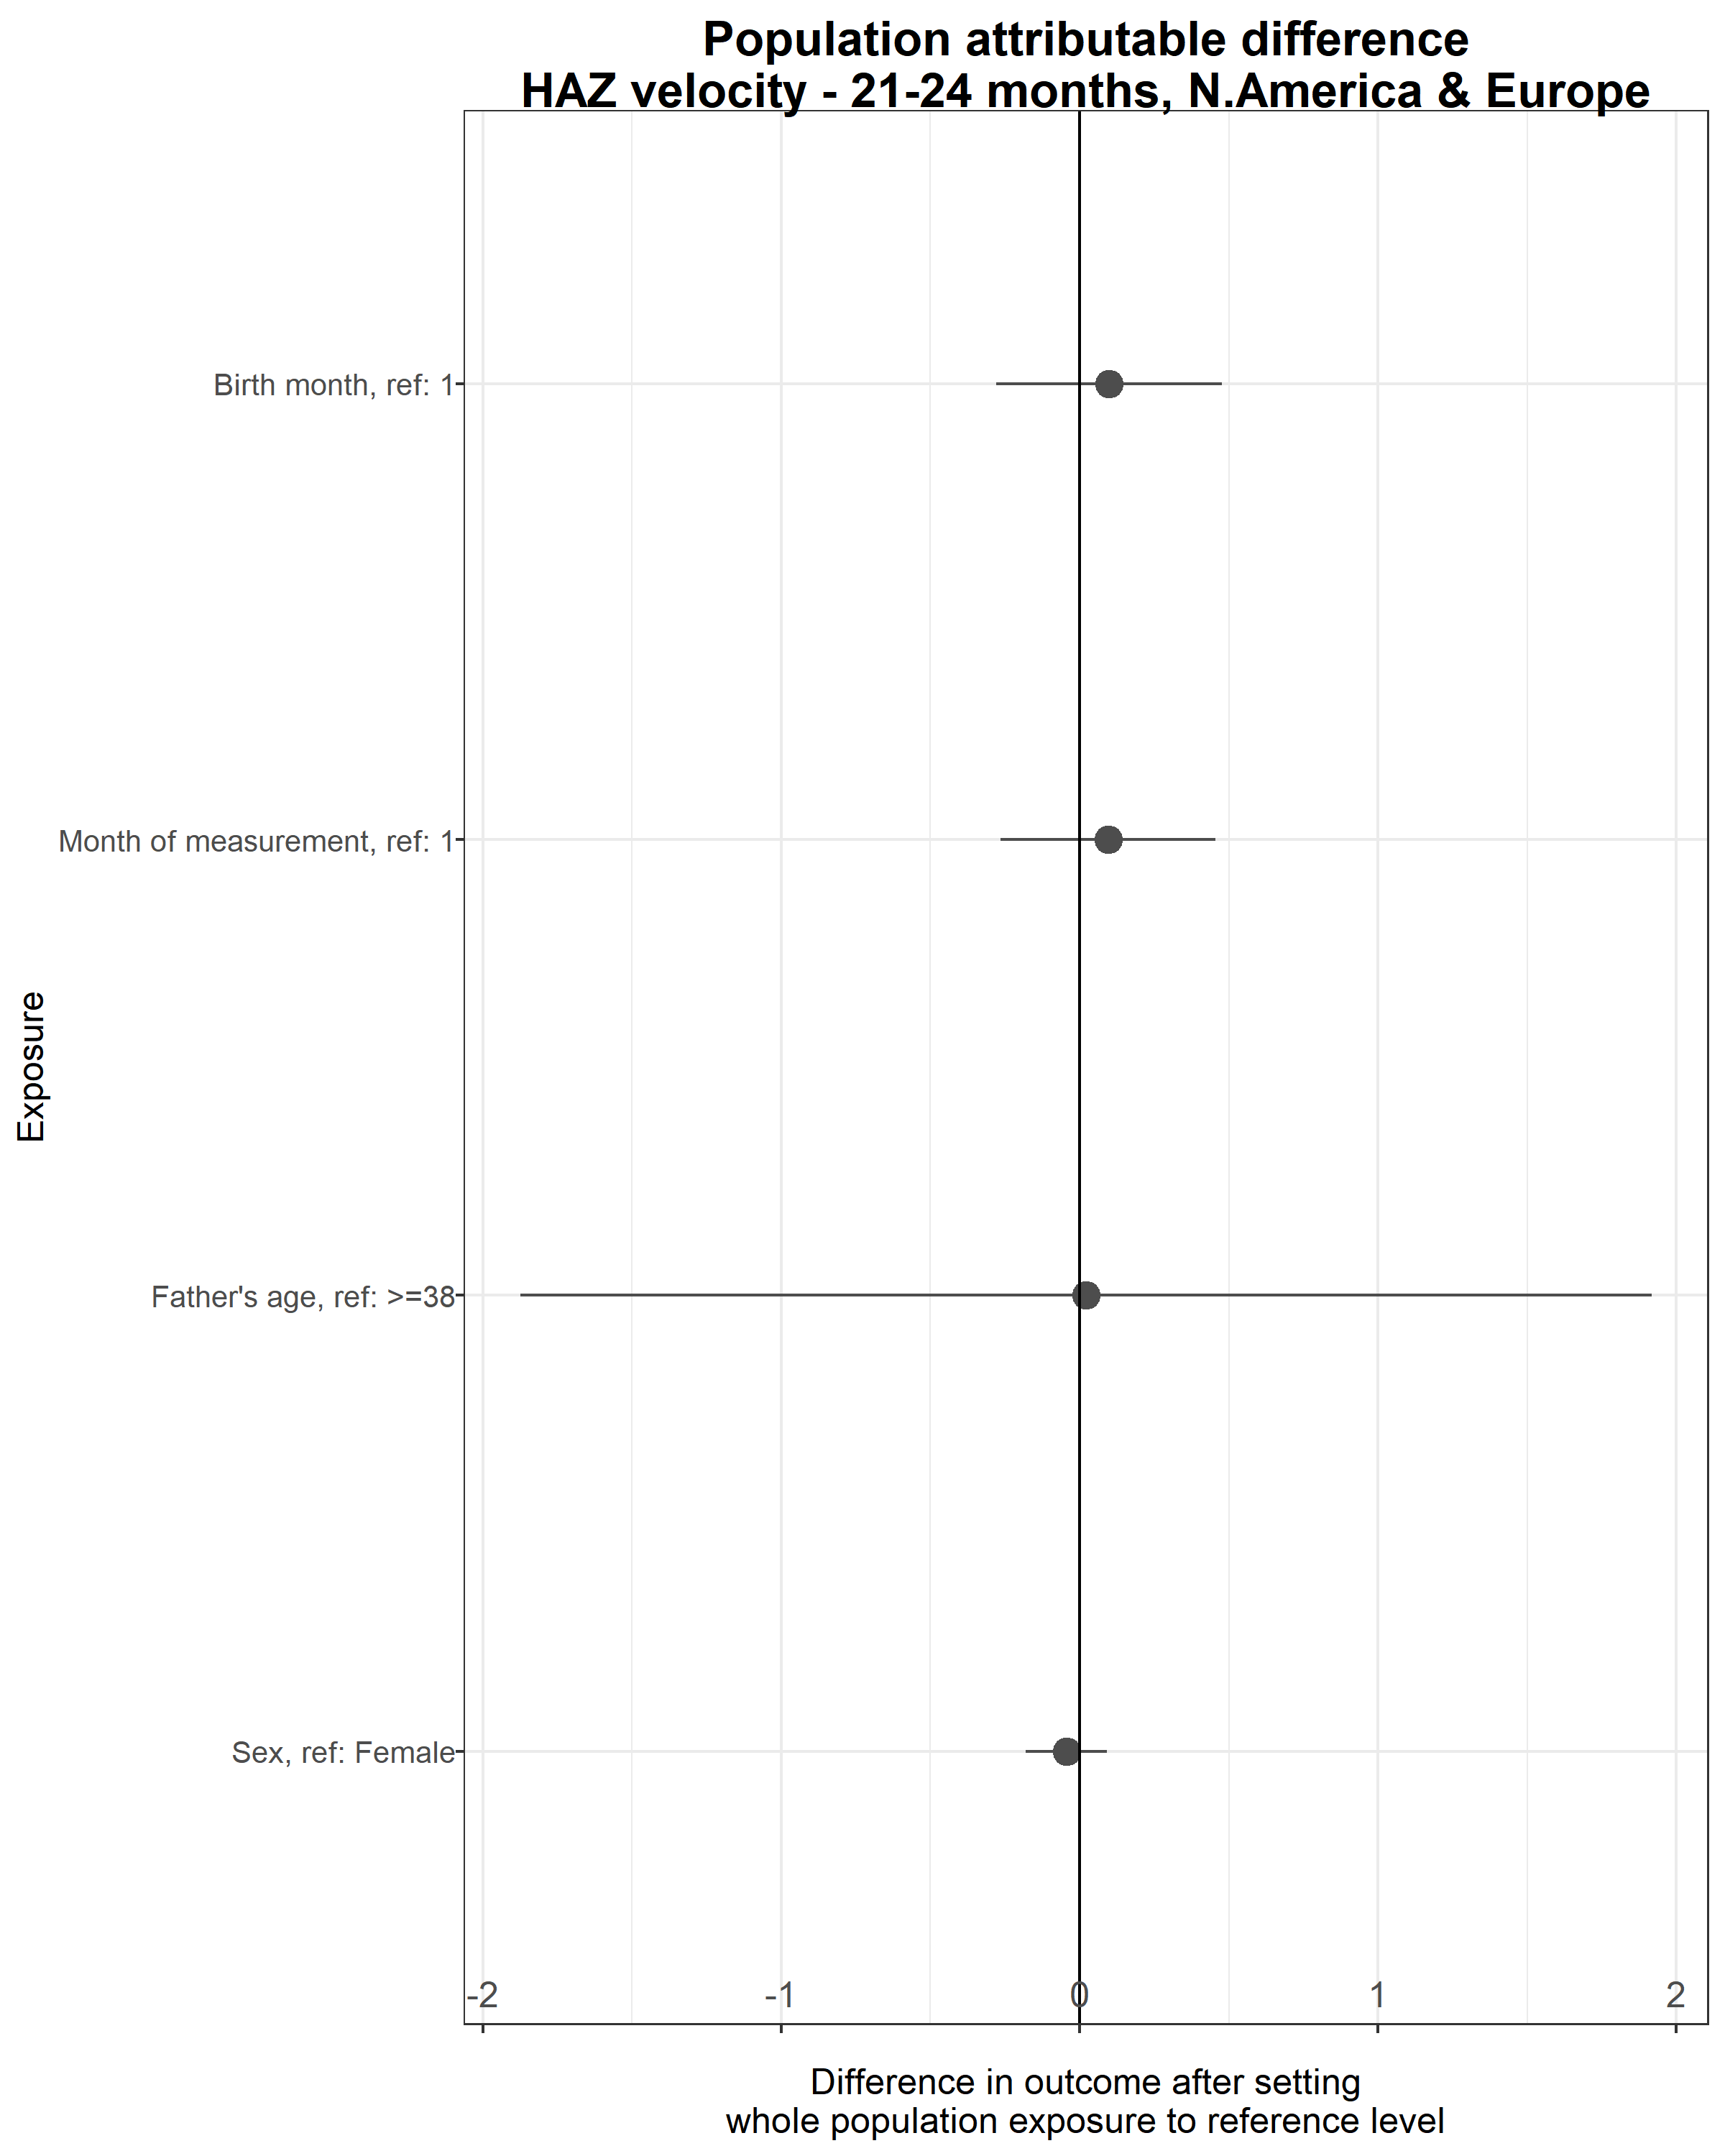 Population attributable difference
HAZ velocity - 21-24 months, N.America & Europe
Exposure
Birth month, ref: 1
Month of measurement, ref: 1
Father's age, ref: >=38
Sex, ref: Female
-2 -1 0 1 2
Difference in outcome after setting
whole population exposure to reference level